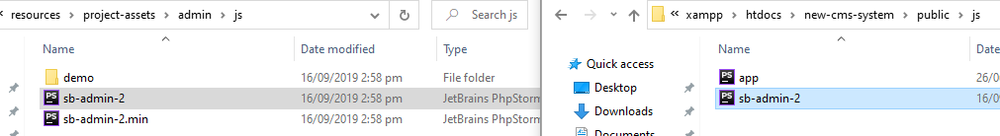 resources > project-assets > admin > js
Search js
Name Date modified Type
demo 16/09/2019 2:58 pm File folder
sb-admin-2 16/09/2019 2:58 pm JetBrains PhpStorm
sb-admin-2.min 16/09/2019 2:58 pm JetBrains PhpStorm
« xampp > htdocs > new-cms-system > public > js
Quick access
Desktop
Downloads
Documents
Name
app 26/0
sb-admin-2 16/0